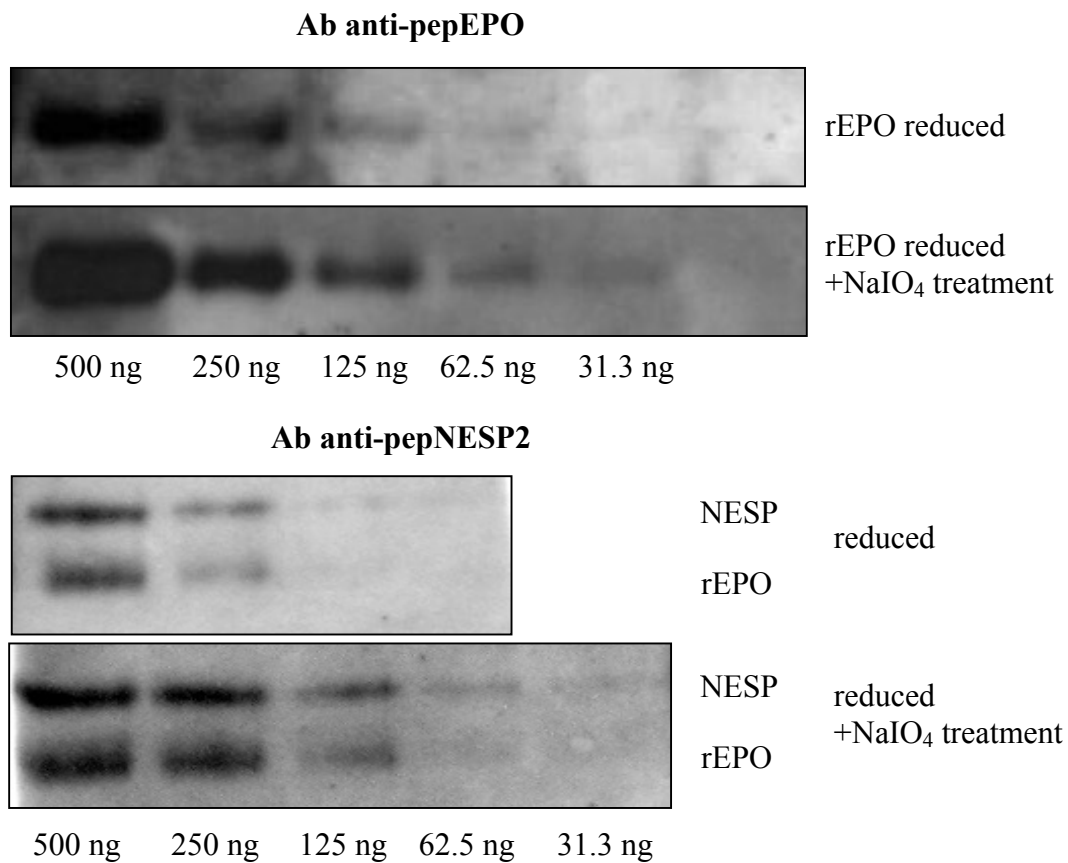 Ab anti-pepEPO
rEPO reduced
rEPO reduced
+NaIO₄ treatment
500 ng 250 ng 125 ng 62.5 ng 31.3 ng
Ab anti-pepNESP2
NESP
reduced
rEPO
NESP
reduced
+NaIO₄ treatment
rEPO
500 ng 250 ng 125 ng 62.5 ng 31.3 ng